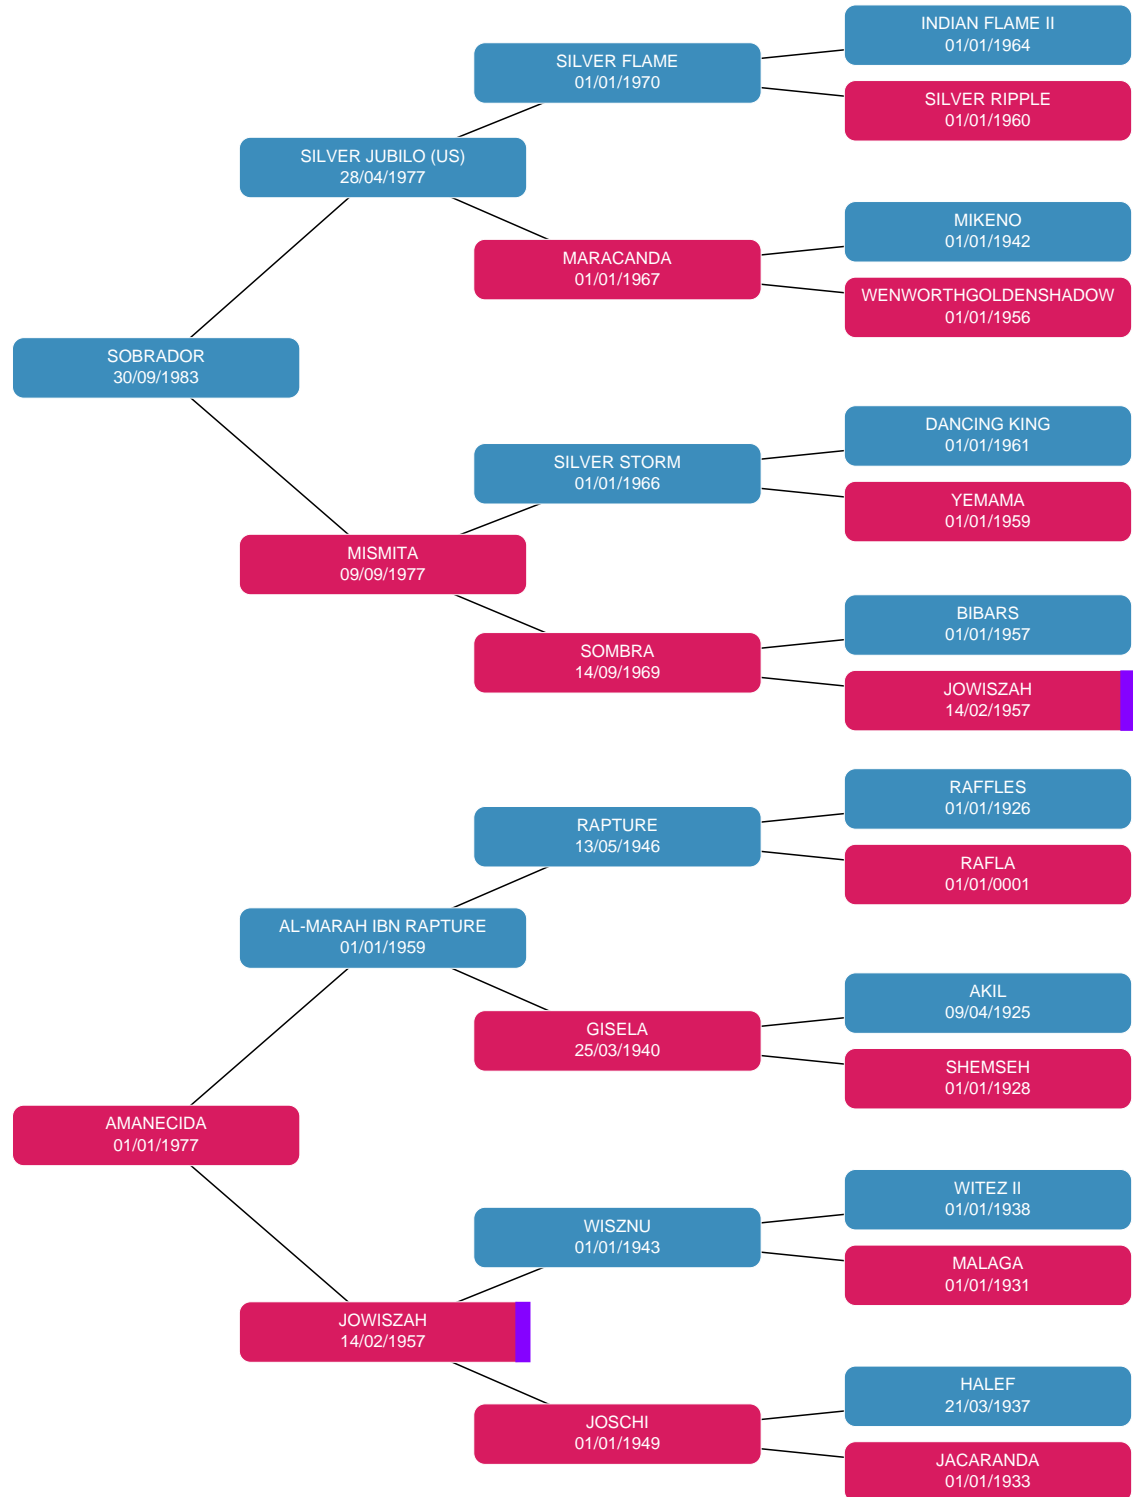 INDIAN FLAME II
01/01/1964
SILVER FLAME
01/01/1970
SILVER RIPPLE
01/01/1960
SILVER JUBILO (US)
28/04/1977
MIKENO
01/01/1942
MARACANDA
01/01/1967
WENWORTHGOLDENSHADOW
01/01/1956
SOBRADOR
30/09/1983
DANCING KING
01/01/1961
SILVER STORM
01/01/1966
YEMAMA
01/01/1959
MISMITA
09/09/1977
BIBARS
01/01/1957
SOMBRA
14/09/1969
JOWISZAH
14/02/1957
RAFFLES
01/01/1926
RAPTURE
13/05/1946
RAFLA
01/01/0001
AL-MARAH IBN RAPTURE
01/01/1959
AKIL
09/04/1925
GISELA
25/03/1940
SHEMSEH
01/01/1928
AMANECIDA
01/01/1977
WITEZ II
01/01/1938
WISZNU
01/01/1943
MALAGA
01/01/1931
JOWISZAH
14/02/1957
HALEF
21/03/1937
JOSCHI
01/01/1949
JACARANDA
01/01/1933